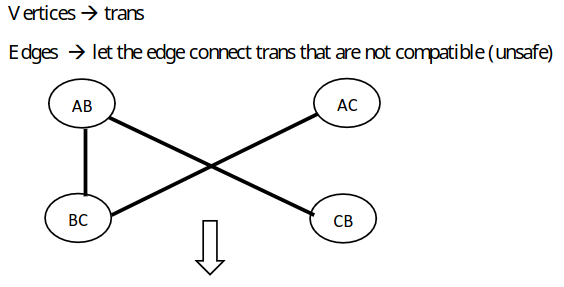 Vertices → trans
Edges → let the edge connect trans that are not compatible (unsafe)
AB
AC
BC
CB